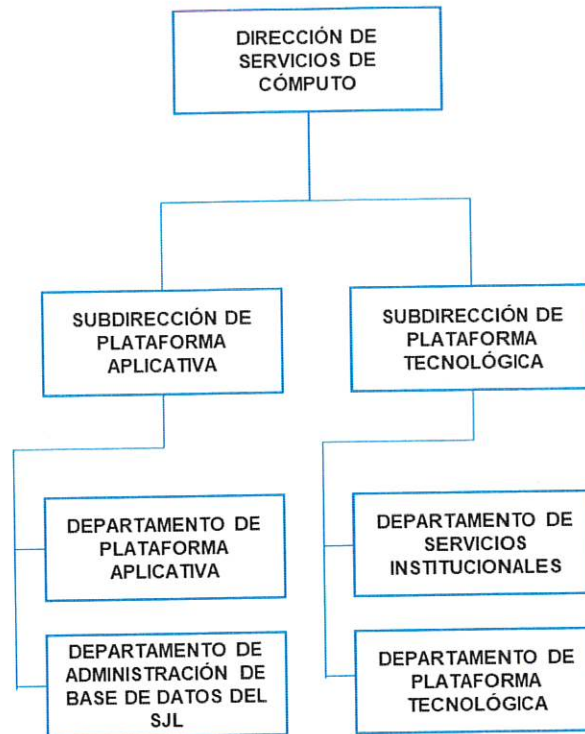 DIRECCIÓN DE
SERVICIOS DE
CÓMPUTO
SUBDIRECCIÓN DE
PLATAFORMA
APLICATIVA
SUBDIRECCIÓN DE
PLATAFORMA
TECNOLÓGICA
DEPARTAMENTO DE
PLATAFORMA
APLICATIVA
DEPARTAMENTO DE
SERVICIOS
INSTITUCIONALES
DEPARTAMENTO DE
ADMINISTRACIÓN DE
BASE DE DATOS DEL
SJL
DEPARTAMENTO DE
PLATAFORMA
TECNOLÓGICA